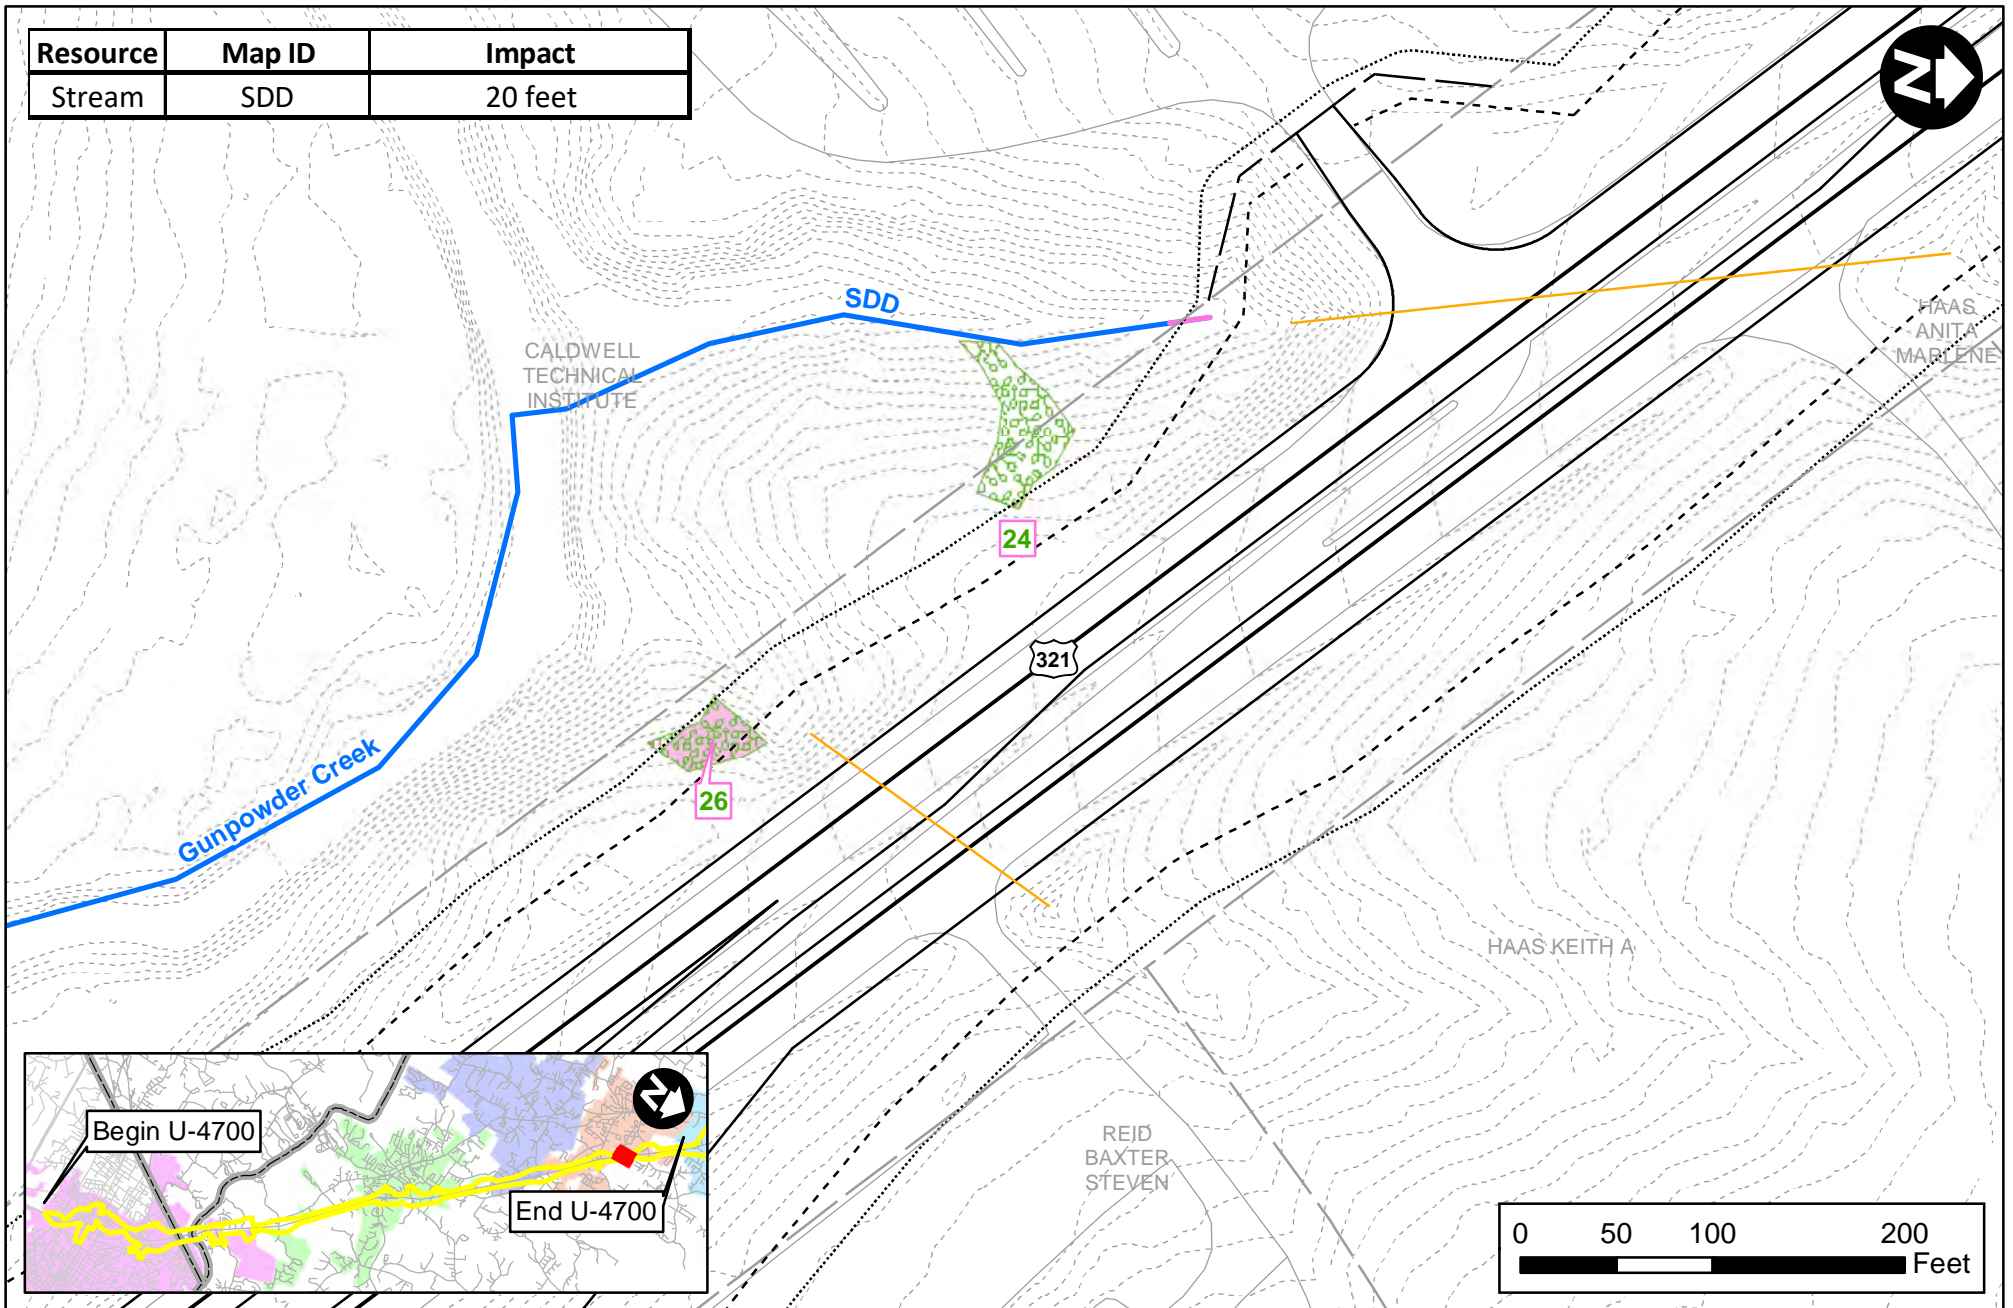 Resource Map ID Impact
Stream SDD 20 feet
N
SDD
CALDWELL
TECHNICAL
INSTITUTE
HAAS
ANITA
MARLENE
24
321
26
Gunpowder Creek
HAAS KEITH A
REID
BAXTER
STEVEN
N
Begin U-4700
End U-4700
0 50 100 200
Feet